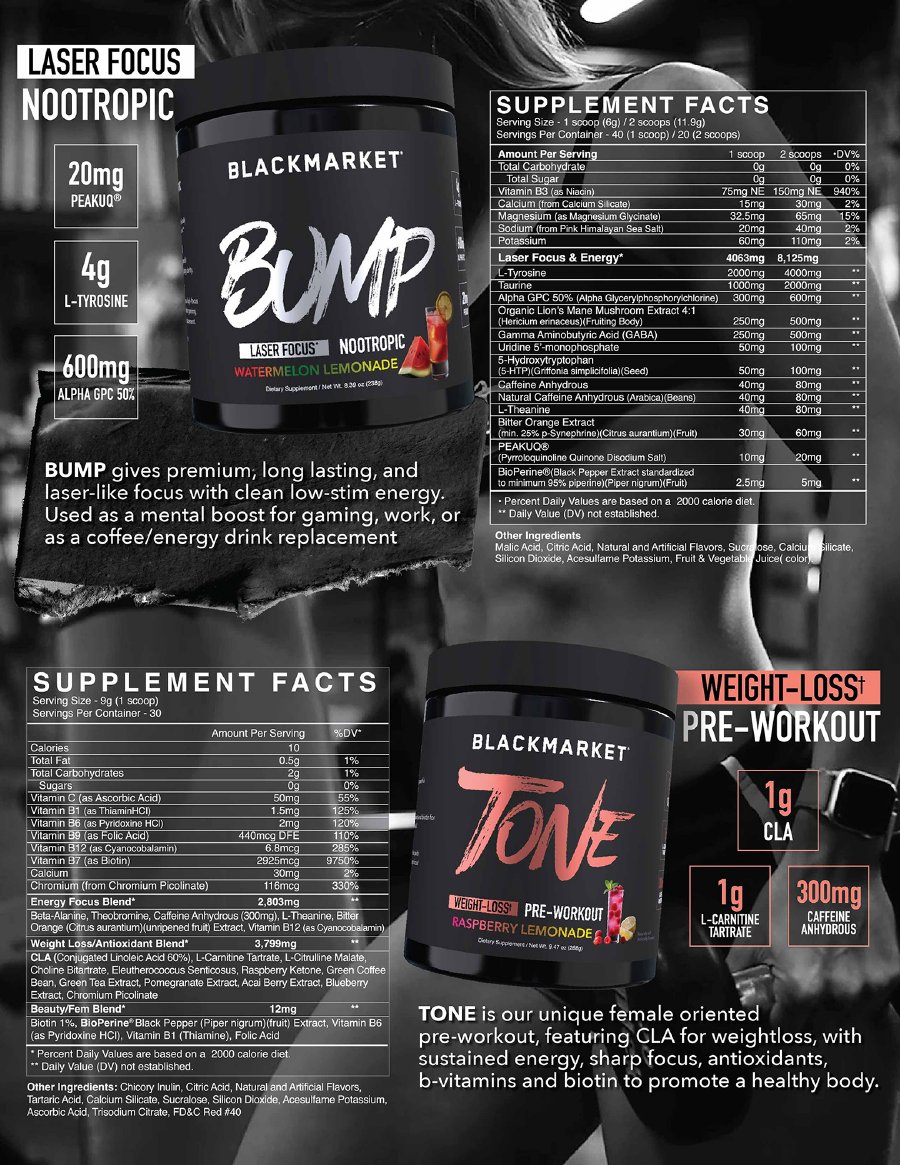 LASER FOCUS
NOOTROPIC
20mg
PEAKUQ®
4g
L-TYROSINE
600mg
ALPHA GPC 50%
BLACKMARKET
BUMP
LASER FOCUS* NOOTROPIC
WATERMELON LEMONADE
Dietary Supplement / Net Wt. 8.39 oz (238g)
BUMP gives premium, long lasting, and
laser-like focus with clean low-stim energy.
Used as a mental boost for gaming, work, or
as a coffee/energy drink replacement
SUPPLEMENT FACTS
Serving Size - 1 scoop (6g) / 2 scoops (11.9g)
Servings Per Container - 40 (1 scoop) / 20 (2 scoops)
Amount Per Serving 1 scoop 2 scoops •DV%
Total Carbohydrate 0g 0g 0%
Total Sugar 0g 0g 0%
Vitamin B3 (as Niacin) 75mg NE 150mg NE 940%
Calcium (from Calcium Silicate) 15mg 30mg 2%
Magnesium (as Magnesium Glycinate) 32.5mg 65mg 15%
Sodium (from Pink Himalayan Sea Salt) 20mg 40mg 2%
Potassium 60mg 110mg 2%
Laser Focus & Energy* 4063mg 8,125mg
L-Tyrosine 2000mg 4000mg **
Taurine 1000mg 2000mg **
Alpha GPC 50% (Alpha Glycerylphosphorylchlorine) 300mg 600mg **
Organic Lion's Mane Mushroom Extract 4:1
(Hericium erinaceus)(Fruiting Body) 250mg 500mg **
Gamma Aminobutyric Acid (GABA) 250mg 500mg **
Uridine 5'-monophosphate 50mg 100mg **
5-Hydroxytryptophan
(5-HTP)(Griffonia simplicifolia)(Seed) 50mg 100mg **
Caffeine Anhydrous 40mg 80mg **
Natural Caffeine Anhydrous (Arabica)(Beans) 40mg 80mg **
L-Theanine 40mg 80mg **
Bitter Orange Extract
(min. 25% p-Synephrine)(Citrus aurantium)(Fruit) 30mg 60mg **
PEAKUQ®
(Pyrroloquinoline Quinone Disodium Salt) 10mg 20mg **
BioPerine®(Black Pepper Extract standardized
to minimum 95% piperine)(Piper nigrum)(Fruit) 2.5mg 5mg **
• Percent Daily Values are based on a 2000 calorie diet.
** Daily Value (DV) not established.
Other Ingredients
Malic Acid, Citric Acid, Natural and Artificial Flavors, Sucralose, Calcium Silicate,
Silicon Dioxide, Acesulfame Potassium, Fruit & Vegetable Juice( color)
SUPPLEMENT FACTS
Serving Size - 9g (1 scoop)
Servings Per Container - 30
Amount Per Serving %DV*
Calories 10
Total Fat 0.5g 1%
Total Carbohydrates 2g 1%
Sugars 0g 0%
Vitamin C (as Ascorbic Acid) 50mg 55%
Vitamin B1 (as ThiaminHCl) 1.5mg 125%
Vitamin B6 (as Pyridoxine HCl) 2mg 120%
Vitamin B9 (as Folic Acid) 440mcg DFE 110%
Vitamin B12 (as Cyanocobalamin) 6.8mcg 285%
Vitamin B7 (as Biotin) 2925mcg 9750%
Calcium 30mg 2%
Chromium (from Chromium Picolinate) 116mcg 330%
Energy Focus Blend* 2,803mg **
Beta-Alanine, Theobromine, Caffeine Anhydrous (300mg), L-Theanine, Bitter
Orange (Citrus aurantium)(unripened fruit) Extract, Vitamin B12 (as Cyanocobalamin)
Weight Loss/Antioxidant Blend* 3,799mg **
CLA (Conjugated Linoleic Acid 60%), L-Carnitine Tartrate, L-Citrulline Malate,
Choline Bitartrate, Eleutherococcus Senticosus, Raspberry Ketone, Green Coffee
Bean, Green Tea Extract, Pomegranate Extract, Acai Berry Extract, Blueberry
Extract, Chromium Picolinate
Beauty/Fem Blend* 12mg **
Biotin 1%, BioPerine® Black Pepper (Piper nigrum)(fruit) Extract, Vitamin B6
(as Pyridoxine HCl), Vitamin B1 (Thiamine), Folic Acid
* Percent Daily Values are based on a 2000 calorie diet.
** Daily Value (DV) not established.
Other Ingredients: Chicory Inulin, Citric Acid, Natural and Artificial Flavors,
Tartaric Acid, Calcium Silicate, Sucralose, Silicon Dioxide, Acesulfame Potassium,
Ascorbic Acid, Trisodium Citrate, FD&C Red #40
BLACKMARKET
TONE
WEIGHT-LOSS† PRE-WORKOUT
RASPBERRY LEMONADE
Dietary Supplement / Net Wt. 9.47 oz (268g)
WEIGHT-LOSS†
PRE-WORKOUT
1g
CLA
1g
L-CARNITINE
TARTRATE
300mg
CAFFEINE
ANHYDROUS
TONE is our unique female oriented
pre-workout, featuring CLA for weightloss, with
sustained energy, sharp focus, antioxidants,
b-vitamins and biotin to promote a healthy body.